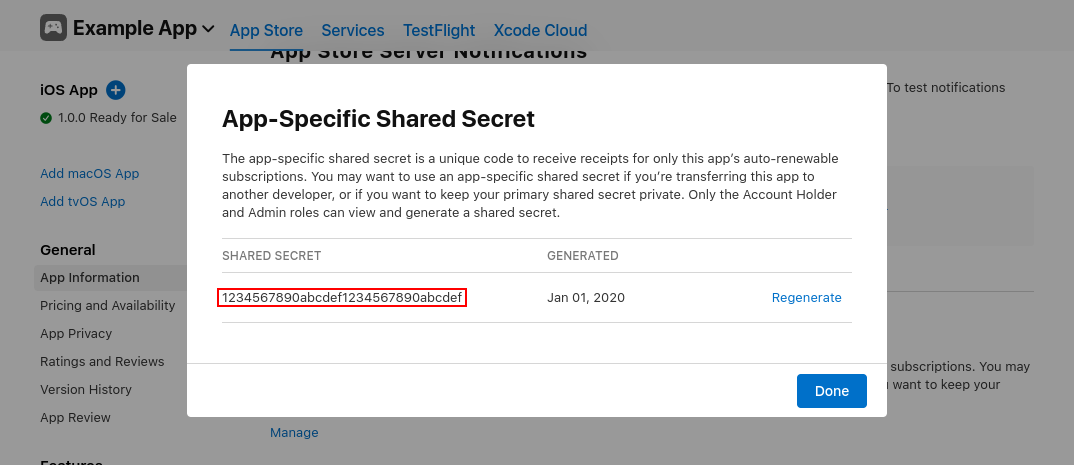 Example App
App Store Services TestFlight Xcode Cloud
App Store Server Notifications
iOS App
1.0.0 Ready for Sale
Add macOS App
Add tvOS App
General
App Information
Pricing and Availability
App Privacy
Ratings and Reviews
Version History
App Review
Features
To test notifications
App-Specific Shared Secret
The app-specific shared secret is a unique code to receive receipts for only this app’s auto-renewable
subscriptions. You may want to use an app-specific shared secret if you’re transferring this app to
another developer, or if you want to keep your primary shared secret private. Only the Account Holder
and Admin roles can view and generate a shared secret.
SHARED SECRET GENERATED
1234567890abcdef1234567890abcdef Jan 01, 2020 Regenerate
Done
subscriptions. You may
want to keep your
Manage